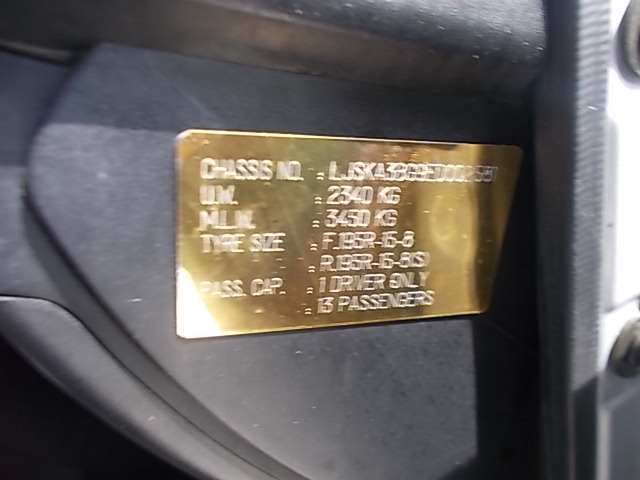 CHASSIS NO. :
U.W. : 2340 KG
M.L.W. : 3450 KG
TYRE SIZE : F.195R-15-8
: R.195R-15-8(S)
PASS. CAP. : 1 DRIVER ONLY
: 13 PASSENGERS